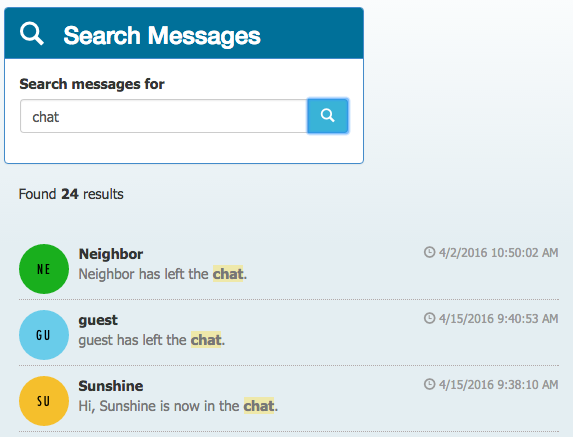 Search Messages
Search messages for
chat
Found 24 results
NE
Neighbor
4/2/2016 10:50:02 AM
Neighbor has left the chat.
GU
guest
4/15/2016 9:40:53 AM
guest has left the chat.
SU
Sunshine
4/15/2016 9:38:10 AM
Hi, Sunshine is now in the chat.